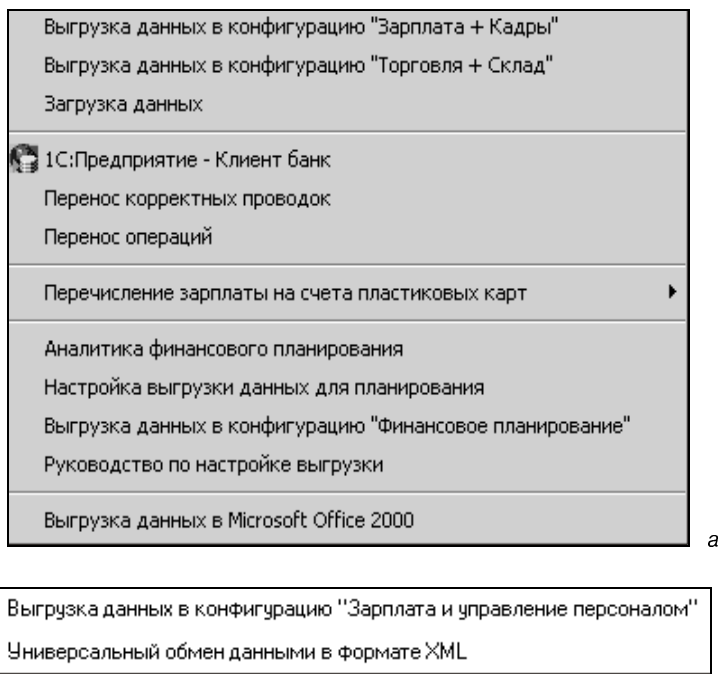 Выгрузка данных в конфигурацию "Зарплата + Кадры"
Выгрузка данных в конфигурацию "Торговля + Склад"
Загрузка данных
1С:Предприятие - Клиент банк
Перенос корректных проводок
Перенос операций
Перечисление зарплаты на счета пластиковых карт
Аналитика финансового планирования
Настройка выгрузки данных для планирования
Выгрузка данных в конфигурацию "Финансовое планирование"
Руководство по настройке выгрузки
Выгрузка данных в Microsoft Office 2000
а
Выгрузка данных в конфигурацию "Зарплата и управление персоналом"
Универсальный обмен данными в формате XML